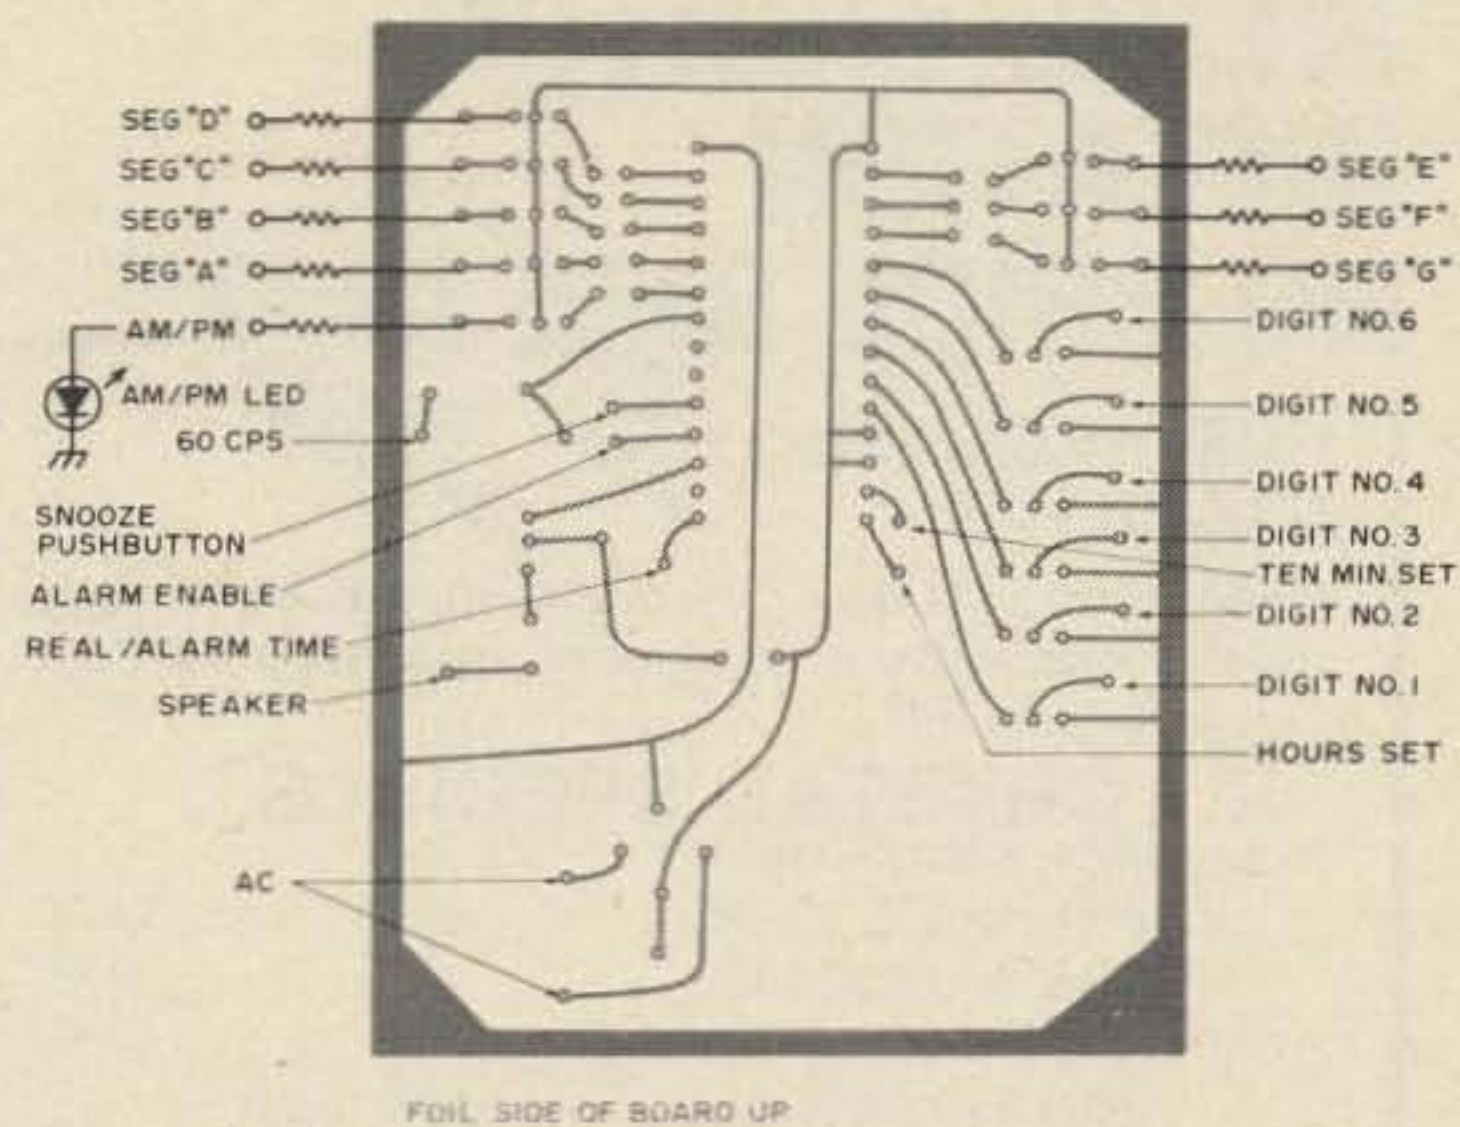 SEG "D"
SEG "C"
SEG "B"
SEG "A"
AM/PM
AM/PM LED
60 CPS
SNOOZE
PUSHBUTTON
ALARM ENABLE
REAL/ALARM TIME
SPEAKER
AC
SEG "E"
SEG "F"
SEG "G"
DIGIT NO. 6
DIGIT NO. 5
DIGIT NO. 4
DIGIT NO. 3
TEN MIN. SET
DIGIT NO. 2
DIGIT NO. 1
HOURS SET
FOIL SIDE OF BOARD UP